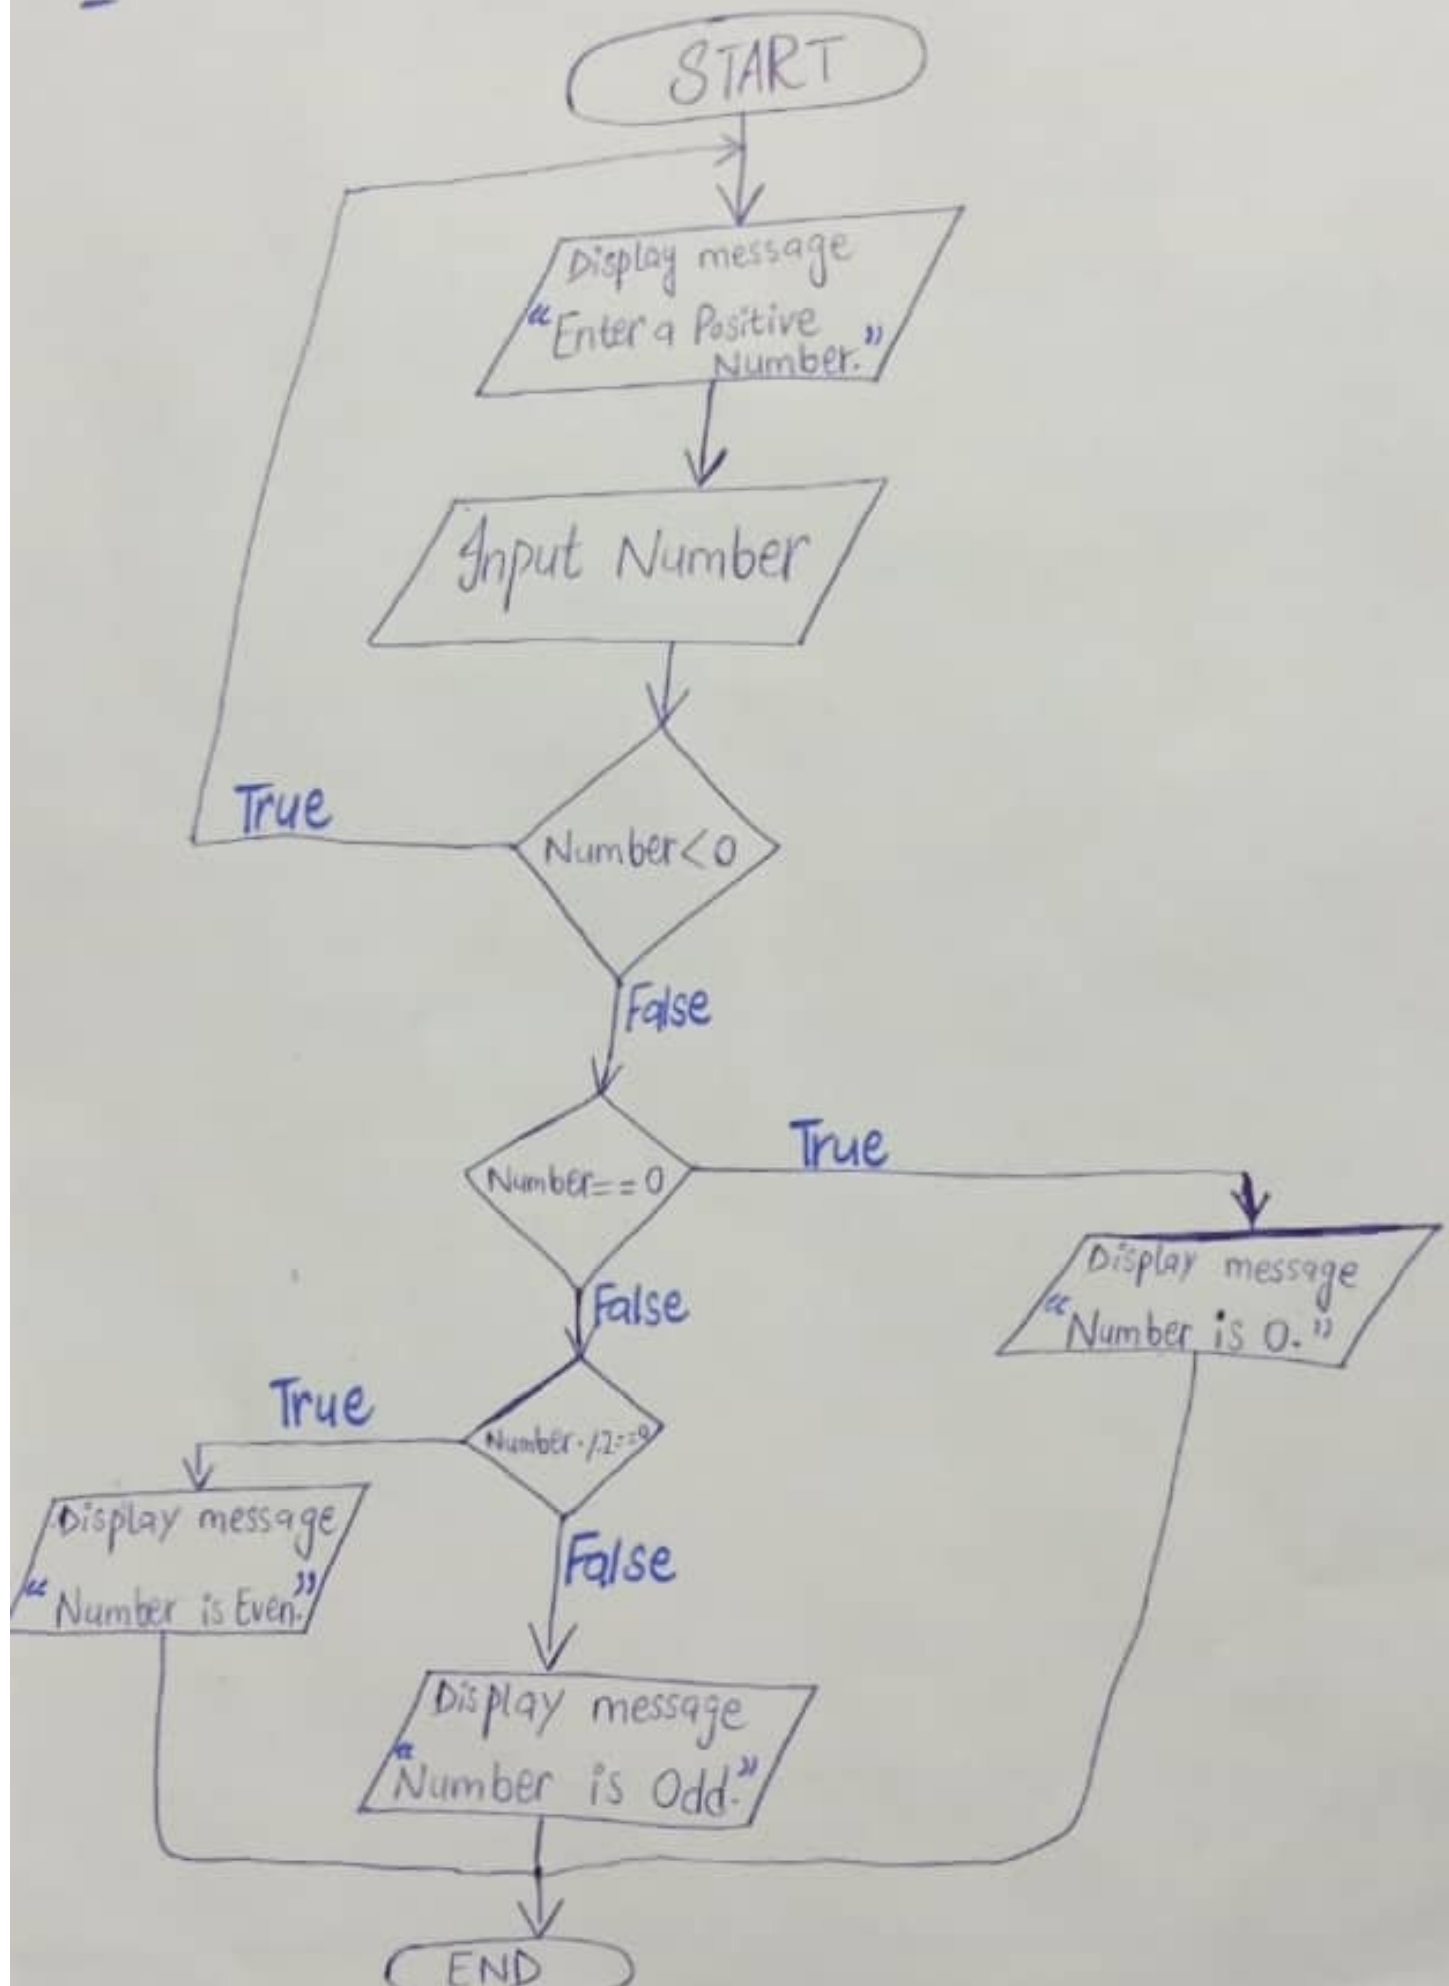 START
Display message
"Enter a Positive
Number."
Input Number
Number<0
True
False
Number==0
True
False
Display message
"Number is 0."
Number%2==0
True
False
Display message
"Number is Even."
Display message
"Number is Odd."
END